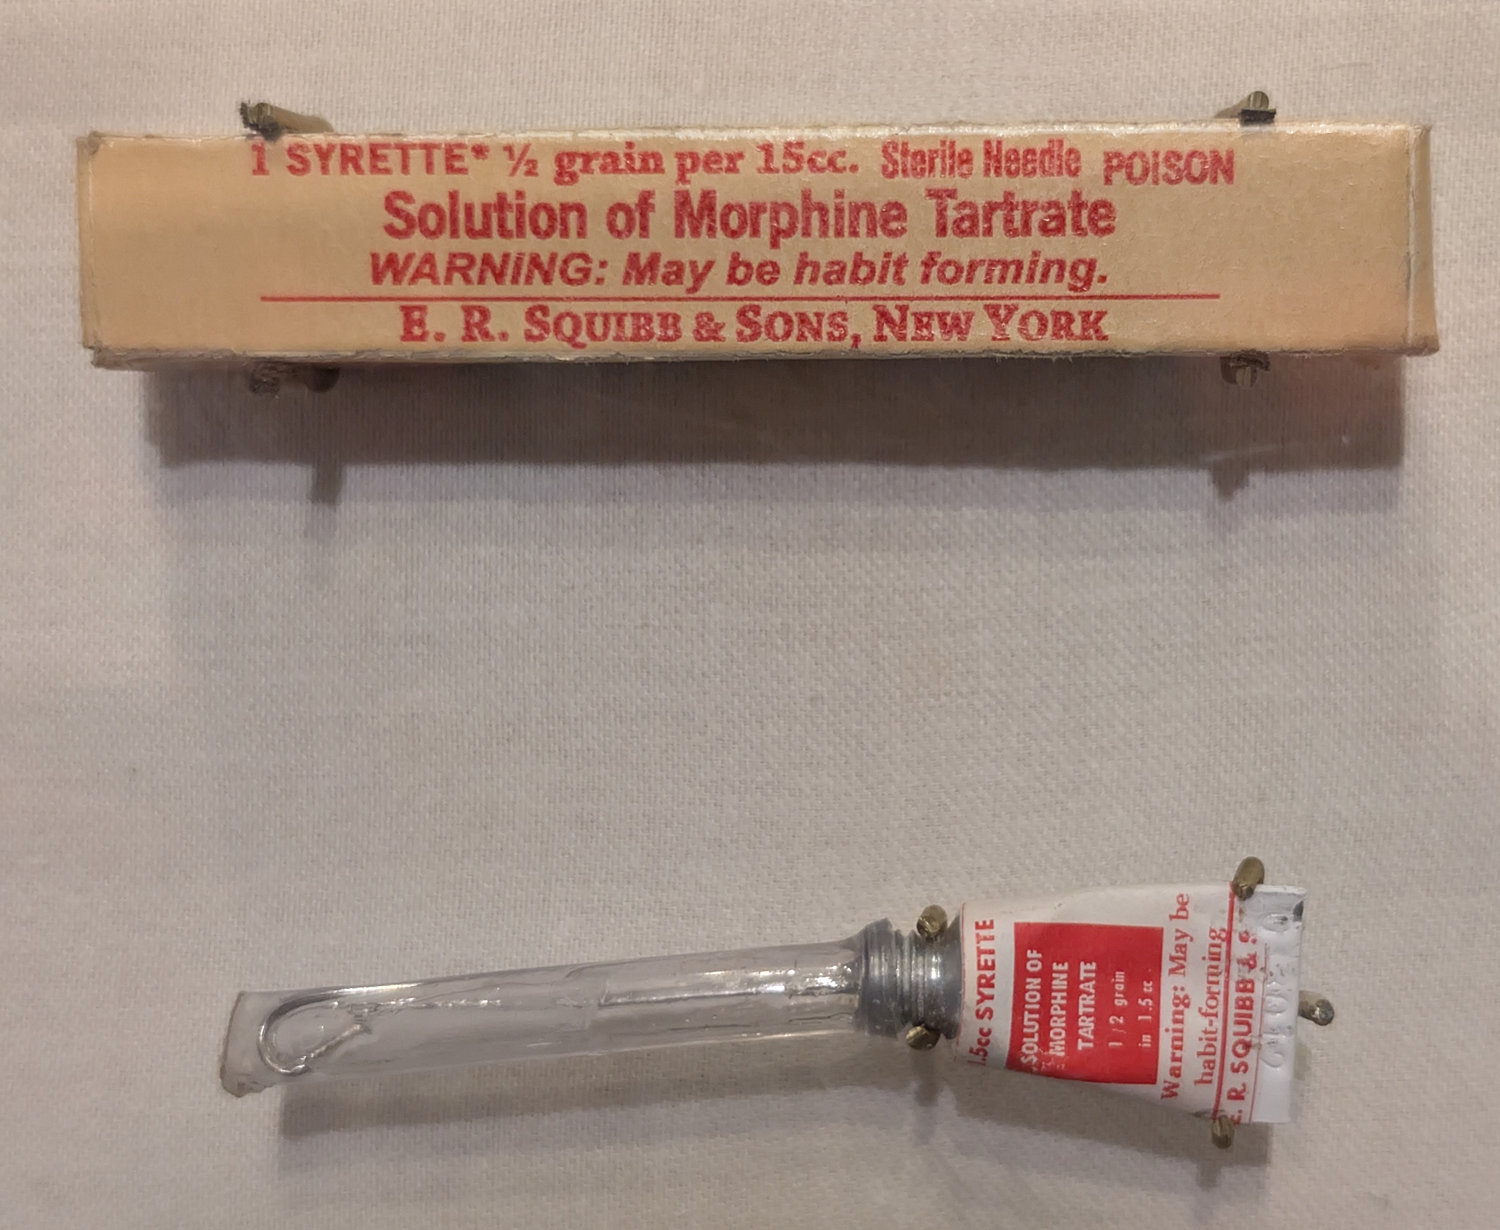 1 SYRETTE* ½ grain per 15cc. Sterile Needle POISON
Solution of Morphine Tartrate
WARNING: May be habit forming.
E. R. SQUIBB & SONS, NEW YORK
.5cc SYRETTE
SOLUTION OF
MORPHINE
TARTRATE
1/2 grain
in 1.5 cc
Warning: May be
habit-forming
R. SQUIBB &